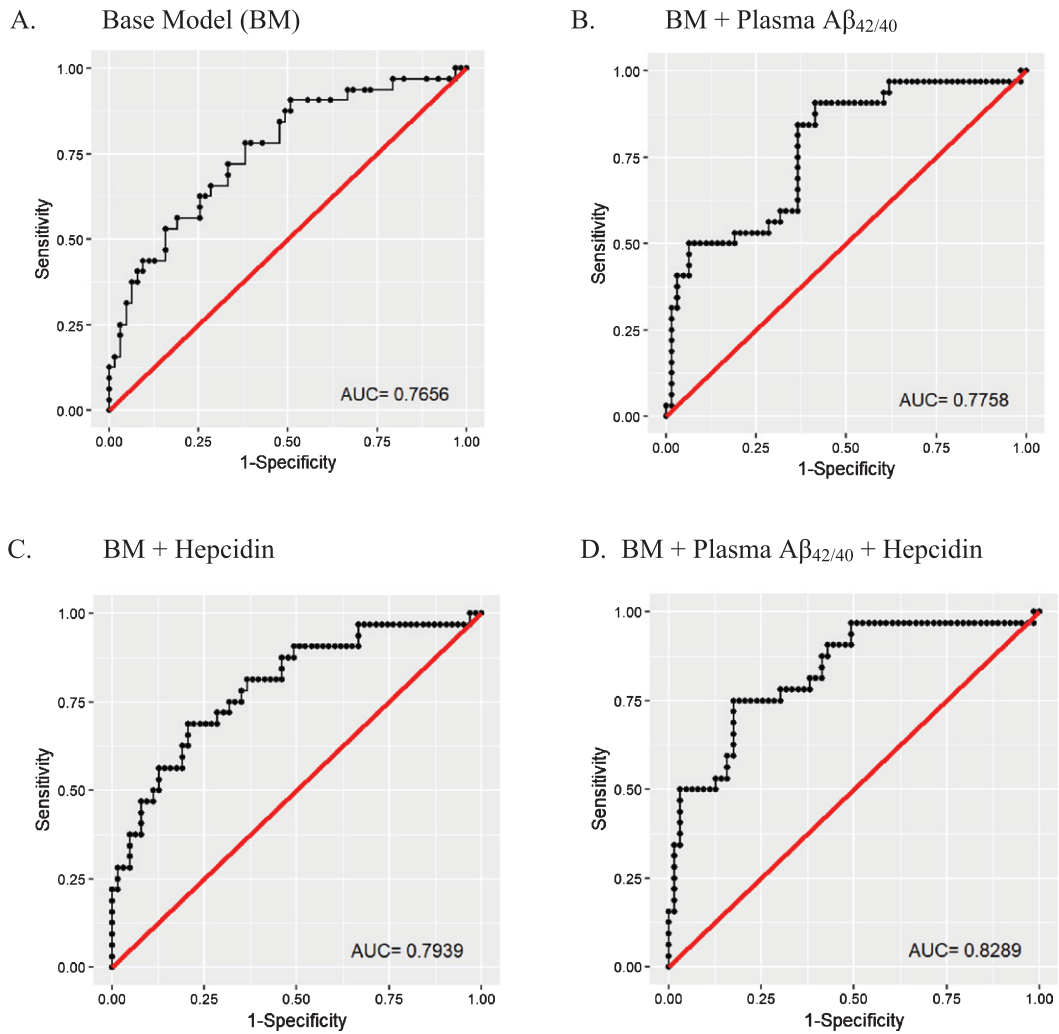 A. Base Model (BM)
1.00
0.75
0.50
0.25
0.00
Sensitivity
AUC= 0.7656
0.00 0.25 0.50 0.75 1.00
1-Specificity
B. BM + Plasma Aβ42/40
1.00
0.75
0.50
0.25
0.00
Sensitivity
AUC= 0.7758
0.00 0.25 0.50 0.75 1.00
1-Specificity
C. BM + Hepcidin
1.00
0.75
0.50
0.25
0.00
Sensitivity
AUC= 0.7939
0.00 0.25 0.50 0.75 1.00
1-Specificity
D. BM + Plasma Aβ42/40 + Hepcidin
1.00
0.75
0.50
0.25
0.00
Sensitivity
AUC= 0.8289
0.00 0.25 0.50 0.75 1.00
1-Specificity